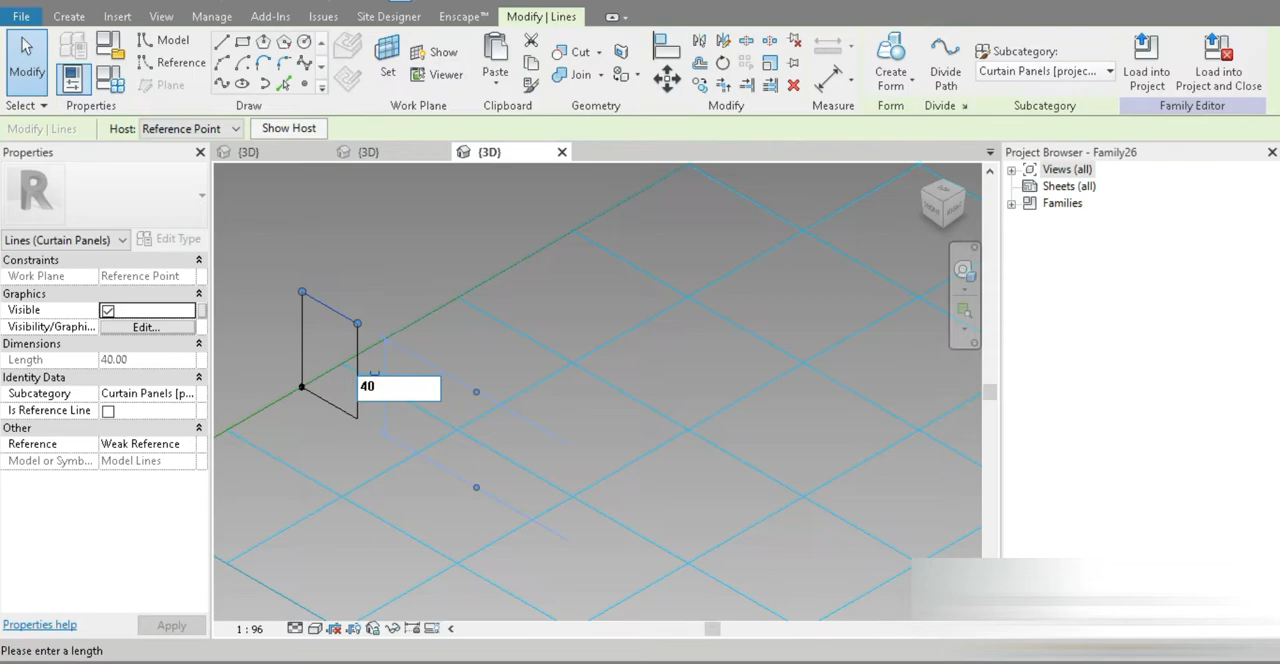 File Create Insert View Manage Add-Ins Issues Site Designer Enscape™ Modify | Lines
Modify
Model
Reference
Plane
Set
Show
Viewer
Paste
Cut
Join
Create Form
Divide Path
Subcategory:
Curtain Panels [projec...
Load into Project
Load into Project and Close
Select Properties Draw Work Plane Clipboard Geometry Modify Measure Form Divide Subcategory Family Editor
Modify | Lines Host: Reference Point Show Host
Properties
{3D} {3D} {3D}
Project Browser - Family26
Views (all)
Sheets (all)
Families
R
Lines (Curtain Panels) Edit Type
Constraints
Work Plane Reference Point
Graphics
Visible
Visibility/Graphi... Edit...
Dimensions
Length 40.00
Identity Data
Subcategory Curtain Panels [p...
Is Reference Line
Other
Reference Weak Reference
Model or Symb... Model Lines
40
Properties help Apply
1 : 96
Please enter a length